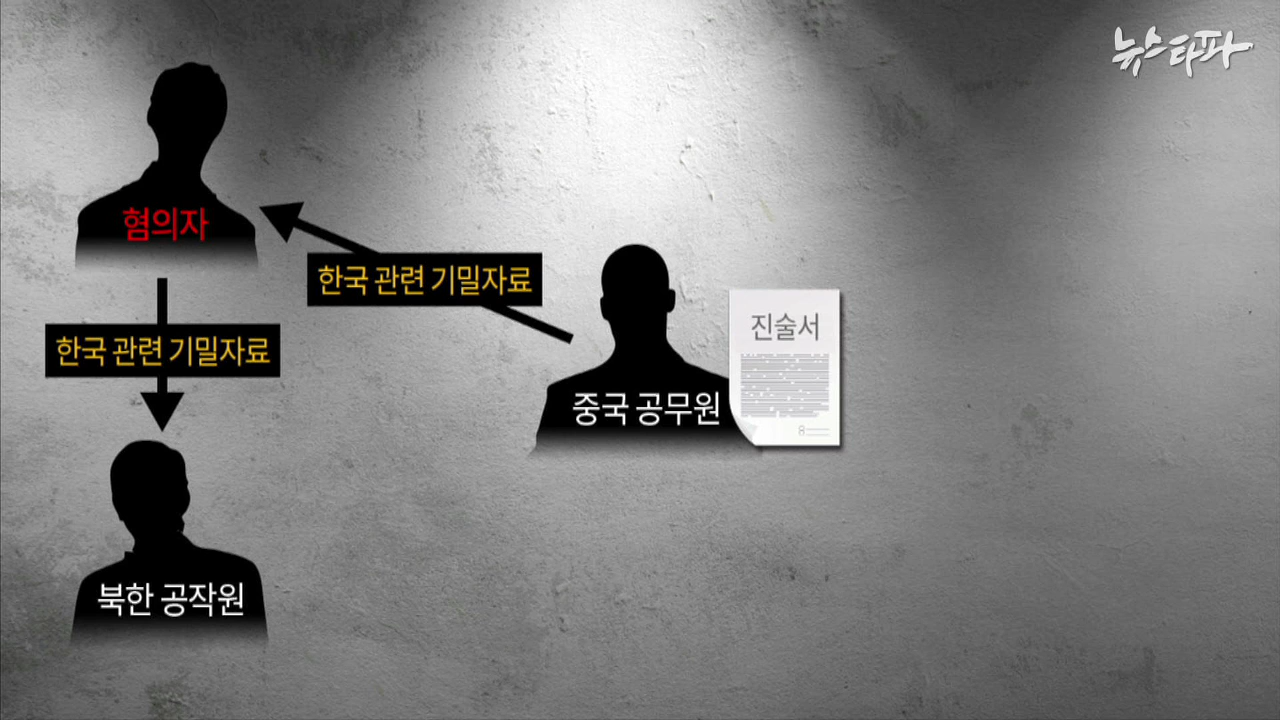 뉴스타파
혐의자
한국 관련 기밀자료
한국 관련 기밀자료
진술서
중국 공무원
북한 공작원